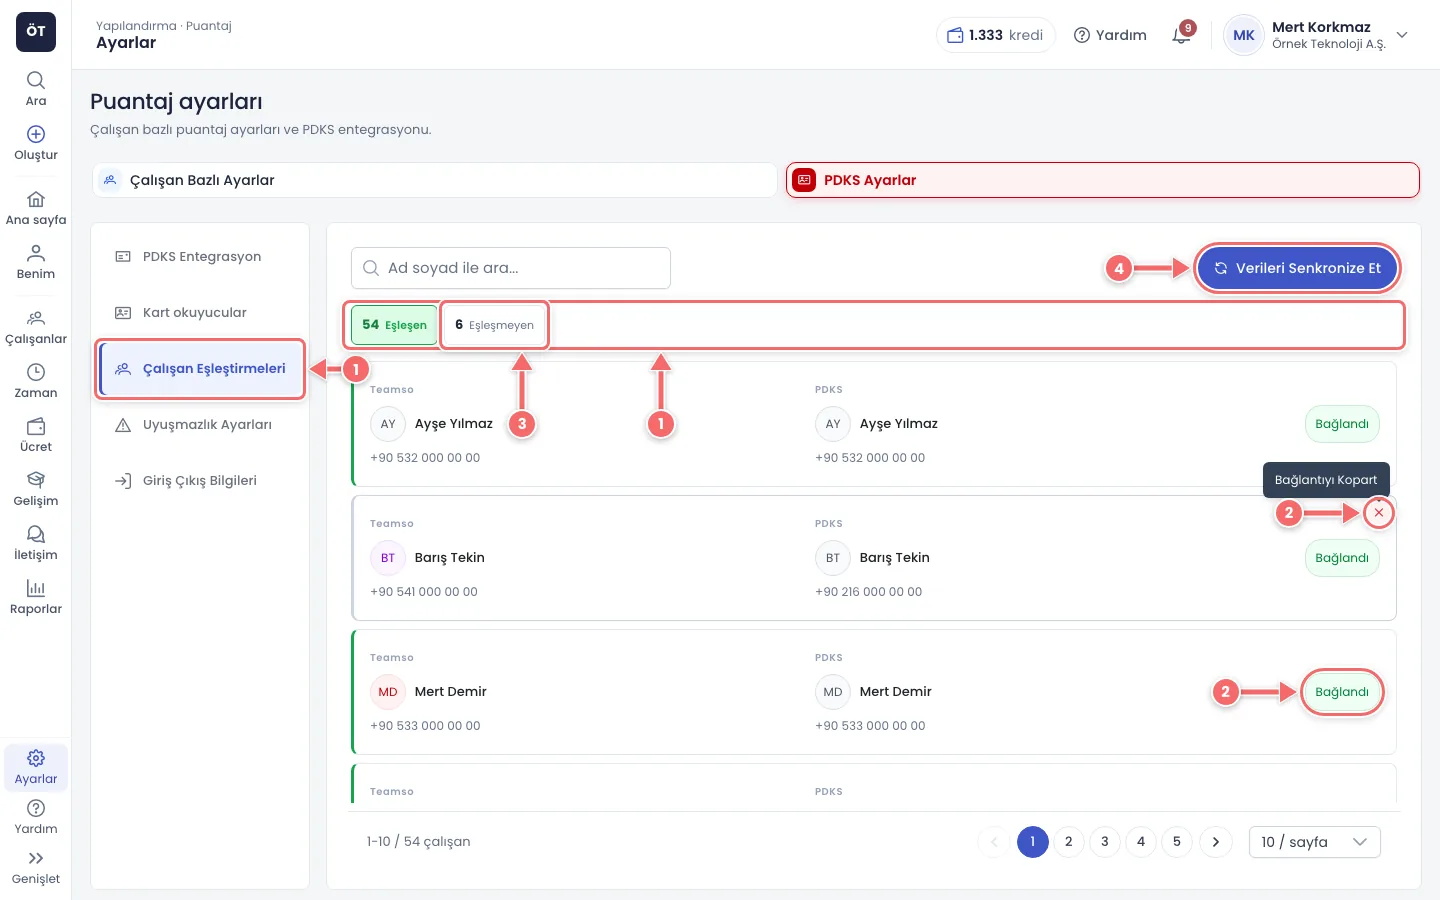 ÖT
Yapılandırma · Puantaj
Ayarlar
1.333 kredi
Yardım
9
MK
Mert Korkmaz
Örnek Teknoloji A.Ş.
Ara
Oluştur
Ana sayfa
Benim
Çalışanlar
Zaman
Ücret
Gelişim
İletişim
Raporlar
Ayarlar
Yardım
Genişlet
Puantaj ayarları
Çalışan bazlı puantaj ayarları ve PDKS entegrasyonu.
Çalışan Bazlı Ayarlar
PDKS Ayarlar
PDKS Entegrasyon
Kart okuyucular
Çalışan Eşleştirmeleri
Uyuşmazlık Ayarları
Giriş Çıkış Bilgileri
1
Ad soyad ile ara...
4
Verileri Senkronize Et
54 Eşleşen
6 Eşleşmeyen
3
1
Teamso
PDKS
AY
Ayşe Yılmaz
AY
Ayşe Yılmaz
Bağlandı
+90 532 000 00 00
+90 532 000 00 00
Bağlantıyı Kopart
2
Teamso
PDKS
BT
Barış Tekin
BT
Barış Tekin
Bağlandı
+90 541 000 00 00
+90 216 000 00 00
Teamso
PDKS
MD
Mert Demir
MD
Mert Demir
2
Bağlandı
+90 533 000 00 00
+90 533 000 00 00
Teamso
PDKS
1-10 / 54 çalışan
1
2
3
4
5
10 / sayfa